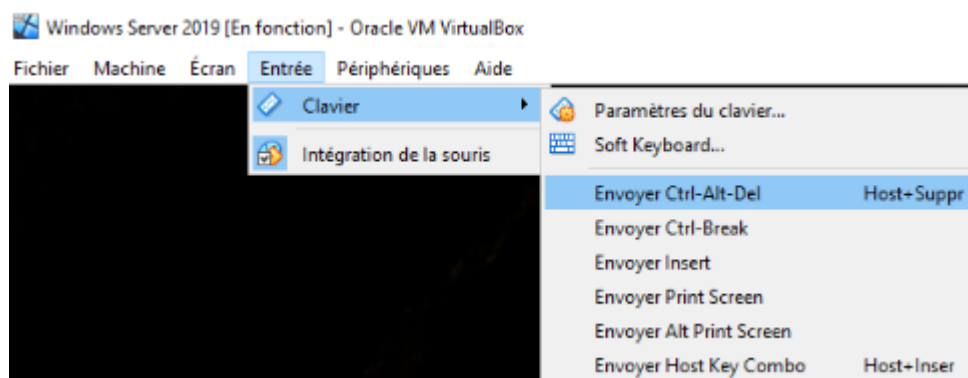 Windows Server 2019 [En fonction] - Oracle VM VirtualBox
Fichier Machine Écran Entrée Périphériques Aide
Clavier
Intégration de la souris
Paramètres du clavier...
Soft Keyboard...
Envoyer Ctrl-Alt-Del Host+Suppr
Envoyer Ctrl-Break
Envoyer Insert
Envoyer Print Screen
Envoyer Alt Print Screen
Envoyer Host Key Combo Host+Inser